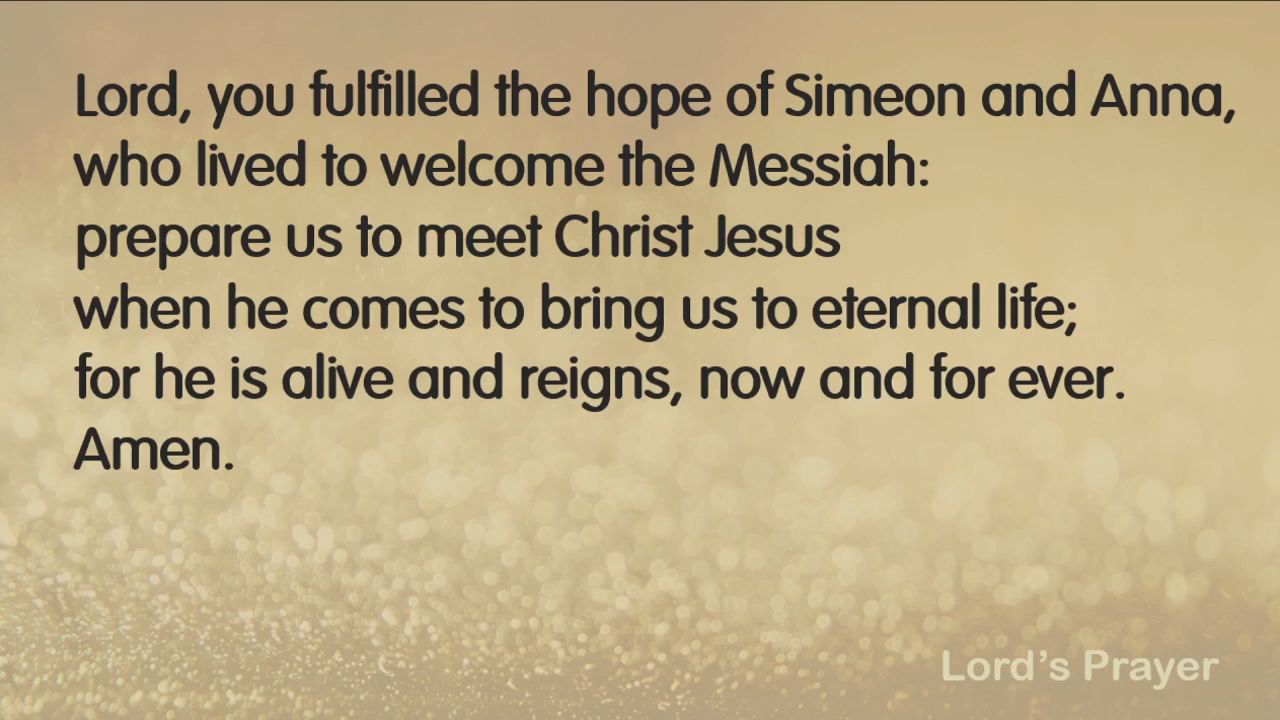 Lord, you fulfilled the hope of Simeon and Anna,
who lived to welcome the Messiah:
prepare us to meet Christ Jesus
when he comes to bring us to eternal life;
for he is alive and reigns, now and for ever.
Amen.
Lord’s Prayer